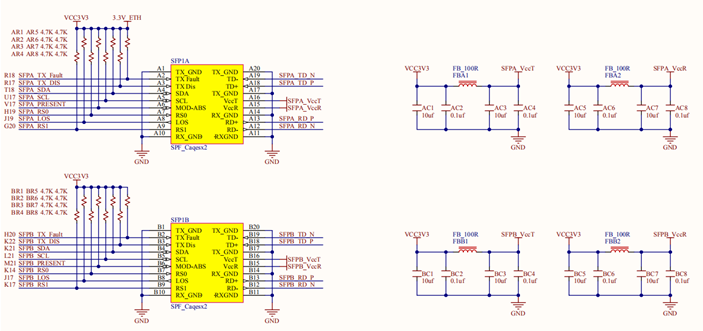 VCC3V3 3.3V_ETH
AR1 AR5 4.7K 4.7K
AR2 AR6 4.7K 4.7K
AR3 AR7 4.7K 4.7K
AR4 AR8 4.7K 4.7K
SFP1A
A1 TX_GND TX_GND A20
R18 SFPA_TX_Fault A2 TX Fault TD- A19 SFPA_TD_N
R17 SFPA_TX_DIS A3 TX Dis TD+ A18 SFPA_TD_P
T18 SFPA_SDA A4 SDA TX_GND A17
U17 SFPA_SCL A5 SCL VccT A16 SFPA_VccT
V17 SFPA_PRESENT A6 MOD-ABS VccR A15 SFPA_VccR
H19 SFPA_RS0 A7 RS0 RX_GND A14
J19 SFPA_LOS A8 LOS RD+ A13 SFPA_RD_P
G20 SFPA_RS1 A9 RS1 RD- A12 SFPA_RD_N
A10 RX_GND RXGND A11
SPF_Caqesx2
GND GND
VCC3V3 FB_100R SFPA_VccT
FBA1
AC1 AC2 AC3 AC4
10uf 0.1uf 10uf 0.1uf
GND
VCC3V3 FB_100R SFPA_VccR
FBA2
AC5 AC6 AC7 AC8
10uf 0.1uf 10uf 0.1uf
GND
VCC3V3
BR1 BR5 4.7K 4.7K
BR2 BR6 4.7K 4.7K
BR3 BR7 4.7K 4.7K
BR4 BR8 4.7K 4.7K
SFP1B
B1 TX_GND TX_GND B20
H20 SFPB_TX_Fault B2 TX Fault TD- B19 SFPB_TD_N
K22 SFPB_TX_DIS B3 TX Dis TD+ B18 SFPB_TD_P
K21 SFPB_SDA B4 SDA TX_GND B17
L21 SFPB_SCL B5 SCL VccT B16 SFPB_VccT
M21 SFPB_PRESENT B6 MOD-ABS VccR B15 SFPB_VccR
K14 SFPB_RS0 B7 RS0 RX_GND B14
J17 SFPB_LOS B8 LOS RD+ B13 SFPB_RD_P
K17 SFPB_RS1 B9 RS1 RD- B12 SFPB_RD_N
B10 RX_GND RXGND B11
SPF_Caqesx2
GND GND
VCC3V3 FB_100R SFPB_VccT
FBB1
BC1 BC2 BC3 BC4
10uf 0.1uf 10uf 0.1uf
GND
VCC3V3 FB_100R SFPB_VccR
FBB2
BC5 BC6 BC7 BC8
10uf 0.1uf 10uf 0.1uf
GND